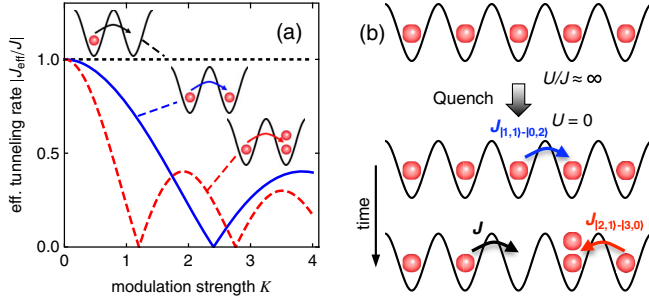 (a)
eff. tunneling rate |J_eff/J|
1.0
0.5
0.0
0
1
2
3
4
modulation strength K
(b)
U/J ≈ ∞
Quench
U = 0
J_|1,1⟩-|0,2⟩
time
J
J_|2,1⟩-|3,0⟩